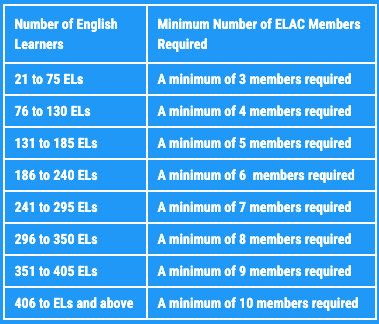 Number of English
Learners
Minimum Number of ELAC Members
Required
21 to 75 ELs
A minimum of 3 members required
76 to 130 ELs
A minimum of 4 members required
131 to 185 ELs
A minimum of 5 members required
186 to 240 ELs
A minimum of 6  members required
241 to 295 ELs
A minimum of 7 members required
296 to 350 ELs
A minimum of 8 members required
351 to 405 ELs
A minimum of 9 members required
406 to ELs and above
A minimum of 10 members required